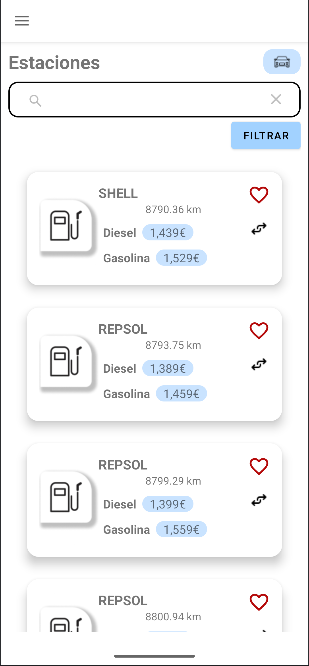 Estaciones
FILTRAR
SHELL
8790.36 km
Diesel 1,439€
Gasolina 1,529€
REPSOL
8793.75 km
Diesel 1,389€
Gasolina 1,459€
REPSOL
8799.29 km
Diesel 1,399€
Gasolina 1,559€
REPSOL
8800.94 km